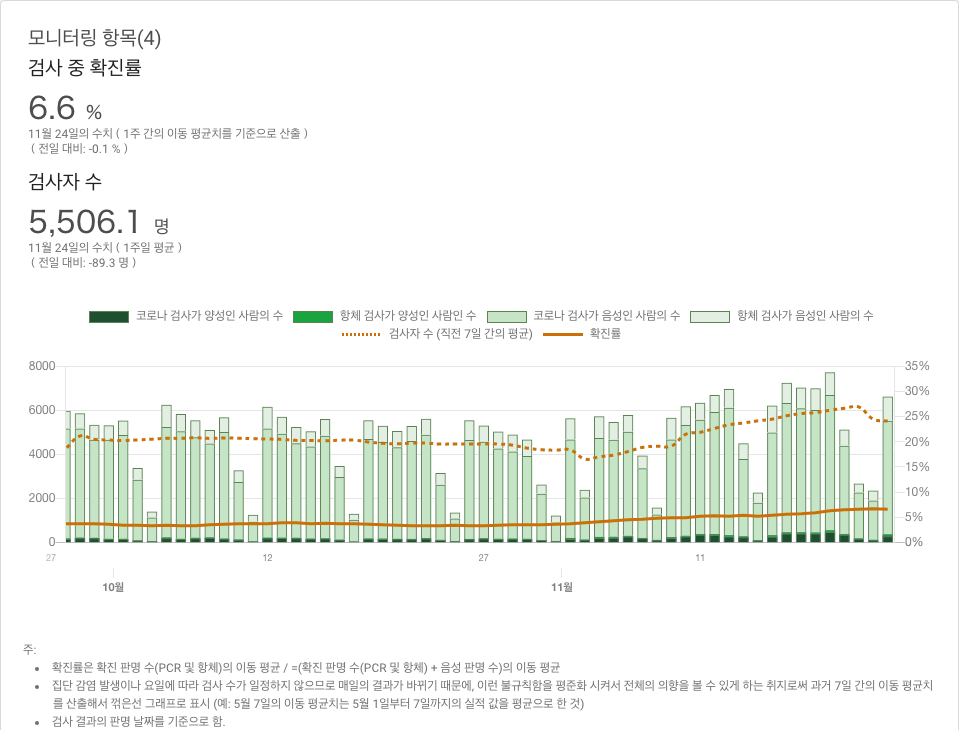 모니터링 항목(4)
검사 중 확진률
6.6 %
11월 24일의 수치 ( 1주 간의 이동 평균치를 기준으로 산출 )
( 전일 대비: -0.1 % )
검사자 수
5,506.1 명
11월 24일의 수치 ( 1주일 평균 )
( 전일 대비: -89.3 명 )
코로나 검사가 양성인 사람의 수 항체 검사가 양성인 사람인 수 코로나 검사가 음성인 사람의 수 항체 검사가 음성인 사람의 수
검사자 수 (직전 7일 간의 평균) 확진률
8000 35%
30%
6000 25%
20%
4000
15%
2000 10%
5%
0 0%
27 12 27 11
10월 11월
주:
• 확진률은 확진 판명 수(PCR 및 항체)의 이동 평균 / =(확진 판명 수(PCR 및 항체) + 음성 판명 수)의 이동 평균
• 집단 감염 발생이나 요일에 따라 검사 수가 일정하지 않으므로 매일의 결과가 바뀌기 때문에, 이런 불규칙함을 평준화 시켜서 전체의 의향을 볼 수 있게 하는 취지로써 과거 7일 간의 이동 평균치
를 산출해서 꺾은선 그래프로 표시 (예: 5월 7일의 이동 평균치는 5월 1일부터 7일까지의 실적 값을 평균으로 한 것)
• 검사 결과의 판명 날짜를 기준으로 함.